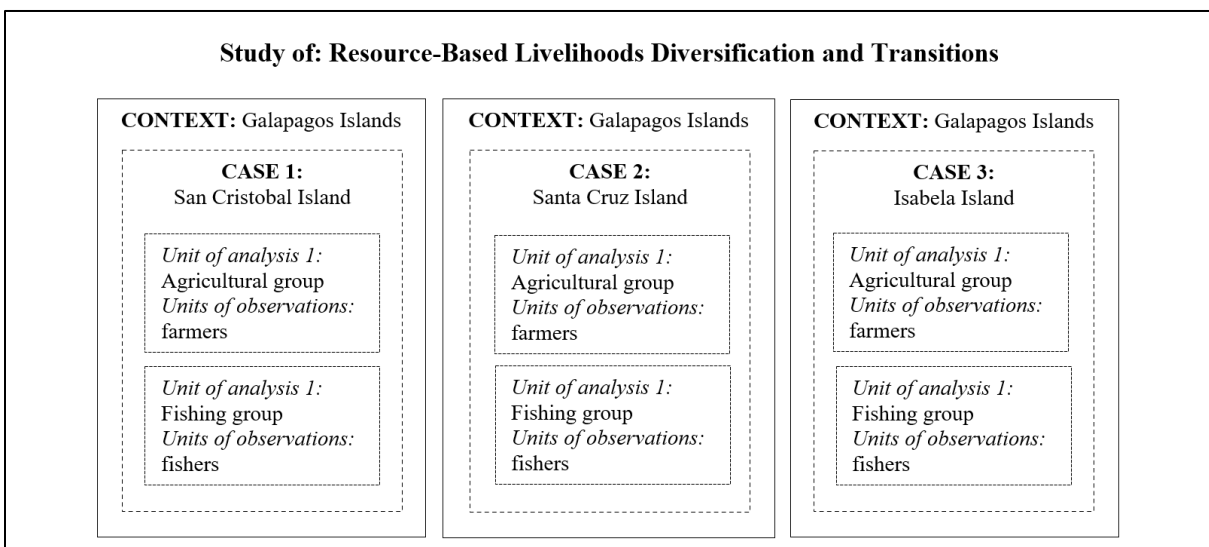 Study of: Resource-Based Livelihoods Diversification and Transitions
CONTEXT: Galapagos Islands
CASE 1:
San Cristobal Island
Unit of analysis 1:
Agricultural group
Units of observations:
farmers
Unit of analysis 1:
Fishing group
Units of observations:
fishers
CONTEXT: Galapagos Islands
CASE 2:
Santa Cruz Island
Unit of analysis 1:
Agricultural group
Units of observations:
farmers
Unit of analysis 1:
Fishing group
Units of observations:
fishers
CONTEXT: Galapagos Islands
CASE 3:
Isabela Island
Unit of analysis 1:
Agricultural group
Units of observations:
farmers
Unit of analysis 1:
Fishing group
Units of observations:
fishers